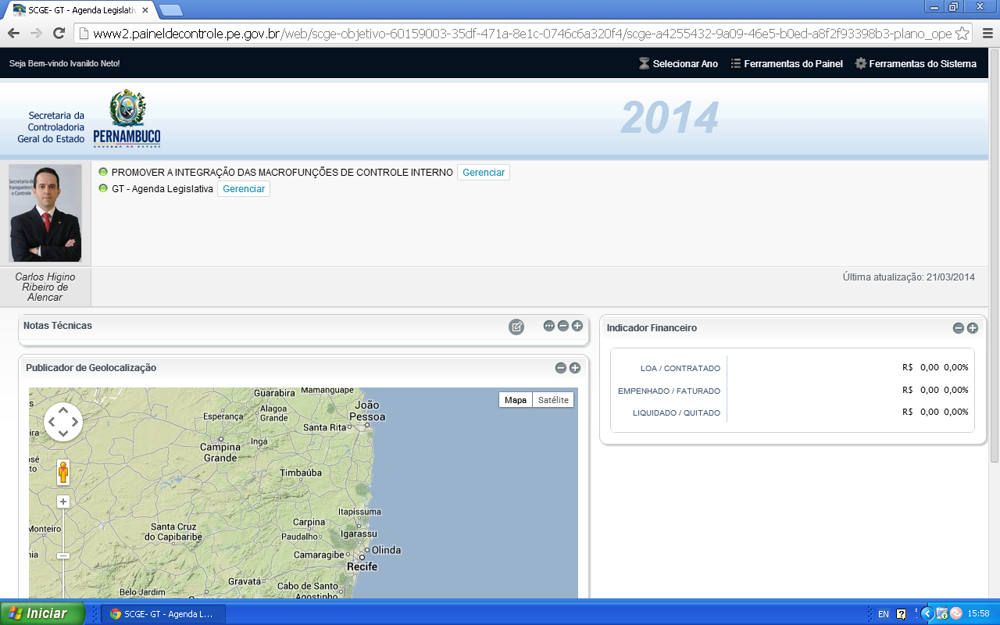 SCGE- GT - Agenda Legislativ
www2.paineldecontrole.pe.gov.br/web/scge-objetivo-60159003-35df-471a-8e1c-0746c6a320f4/scge-a4255432-9a09-46e5-b0ed-a8f2f93398b3-plano_ope
Seja Bem-vindo Ivanildo Neto!
Selecionar Ano
Ferramentas do Painel
Ferramentas do Sistema
Secretaria da
Controladoria
Geral do Estado
PERNAMBUCO
GOVERNO DO ESTADO
2014
Secretaria de
Transparência
e Controle
PROMOVER A INTEGRAÇÃO DAS MACROFUNÇÕES DE CONTROLE INTERNO Gerenciar
GT - Agenda Legislativa Gerenciar
Carlos Higino
Ribeiro de
Alencar
Última atualização: 21/03/2014
Notas Técnicas
Indicador Financeiro
LOA / CONTRATADO R$ 0,00 0,00%
EMPENHADO / FATURADO R$ 0,00 0,00%
LIQUIDADO / QUITADO R$ 0,00 0,00%
Publicador de Geolocalização
Mapa Satélite
Guarabira
Mamanguape
João
Pessoa
Esperança
Alagoa
Grande
Santa Rita
Campina
Grande
Ingá
Timbaúba
Itapissuma
Santa Cruz
do Capibaribe
Carpina
Monteiro
Paudalho
Igarassu
Olinda
Camaragibe
Recife
Gravatá
Cabo de Santo
Agostinho
Belo Jardim
Iniciar
SCGE- GT - Agenda L...
EN
15:58